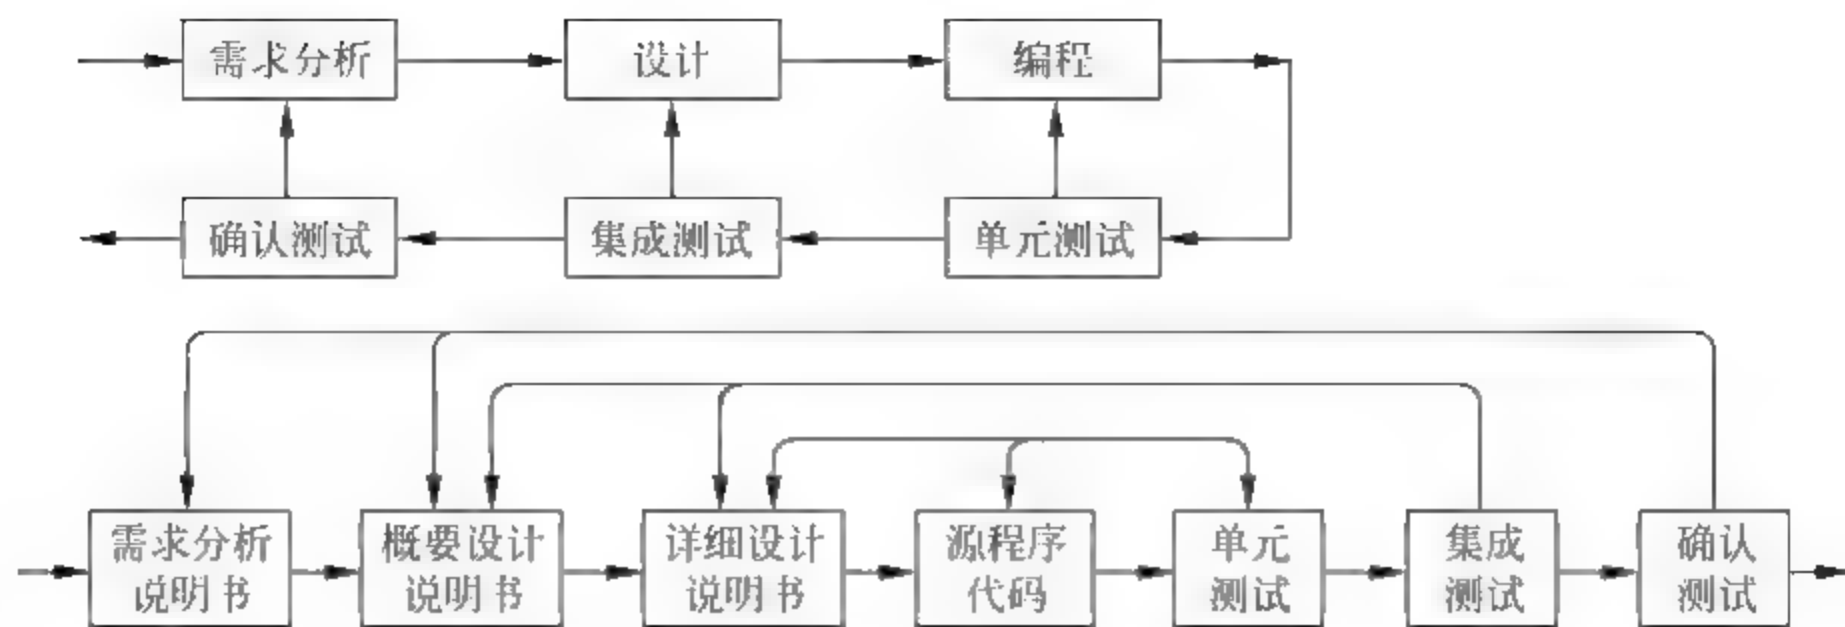 需求分析
设计
编程
确认测试
集成测试
单元测试
需求分析
说明书
概要设计
说明书
详细设计
说明书
源程序
代码
单元
测试
集成
测试
确认
测试